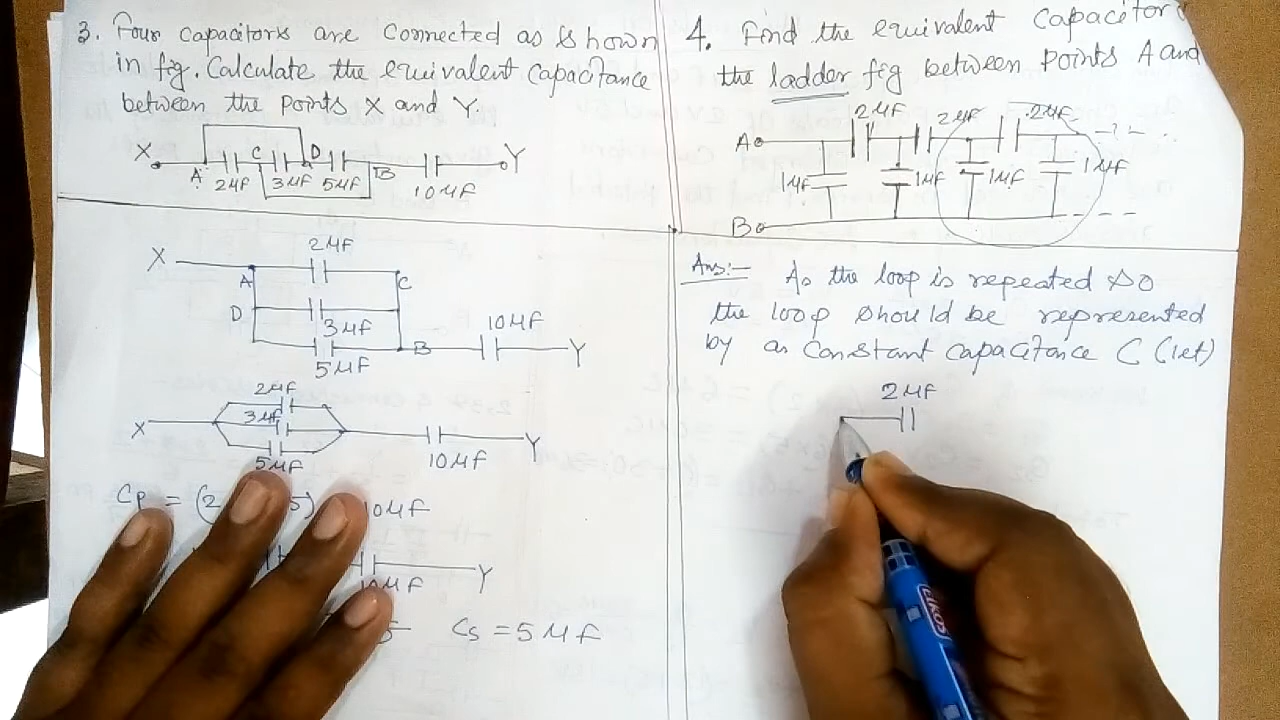 3. Four capacitors are connected as shown
in fig. Calculate the equivalent capacitance
between the points X and Y.
X A 2μF C 3μF D 5μF B 10μF Y
X 2μF
A C
D 3μF 10μF
5μF B Y
2μF
X 3μF Y
5μF 10μF
Cp = (2 5) 10μF
10μF Y
Cs = 5μF
4. Find the equivalent capacitor
the ladder fig between points A and
2μF 2μF 2μF
A
1μF 1μF 1μF 1μF
B
Ans:- As the loop is repeated so
the loop should be represented
by a constant capacitance C (let)
2μF
elkos